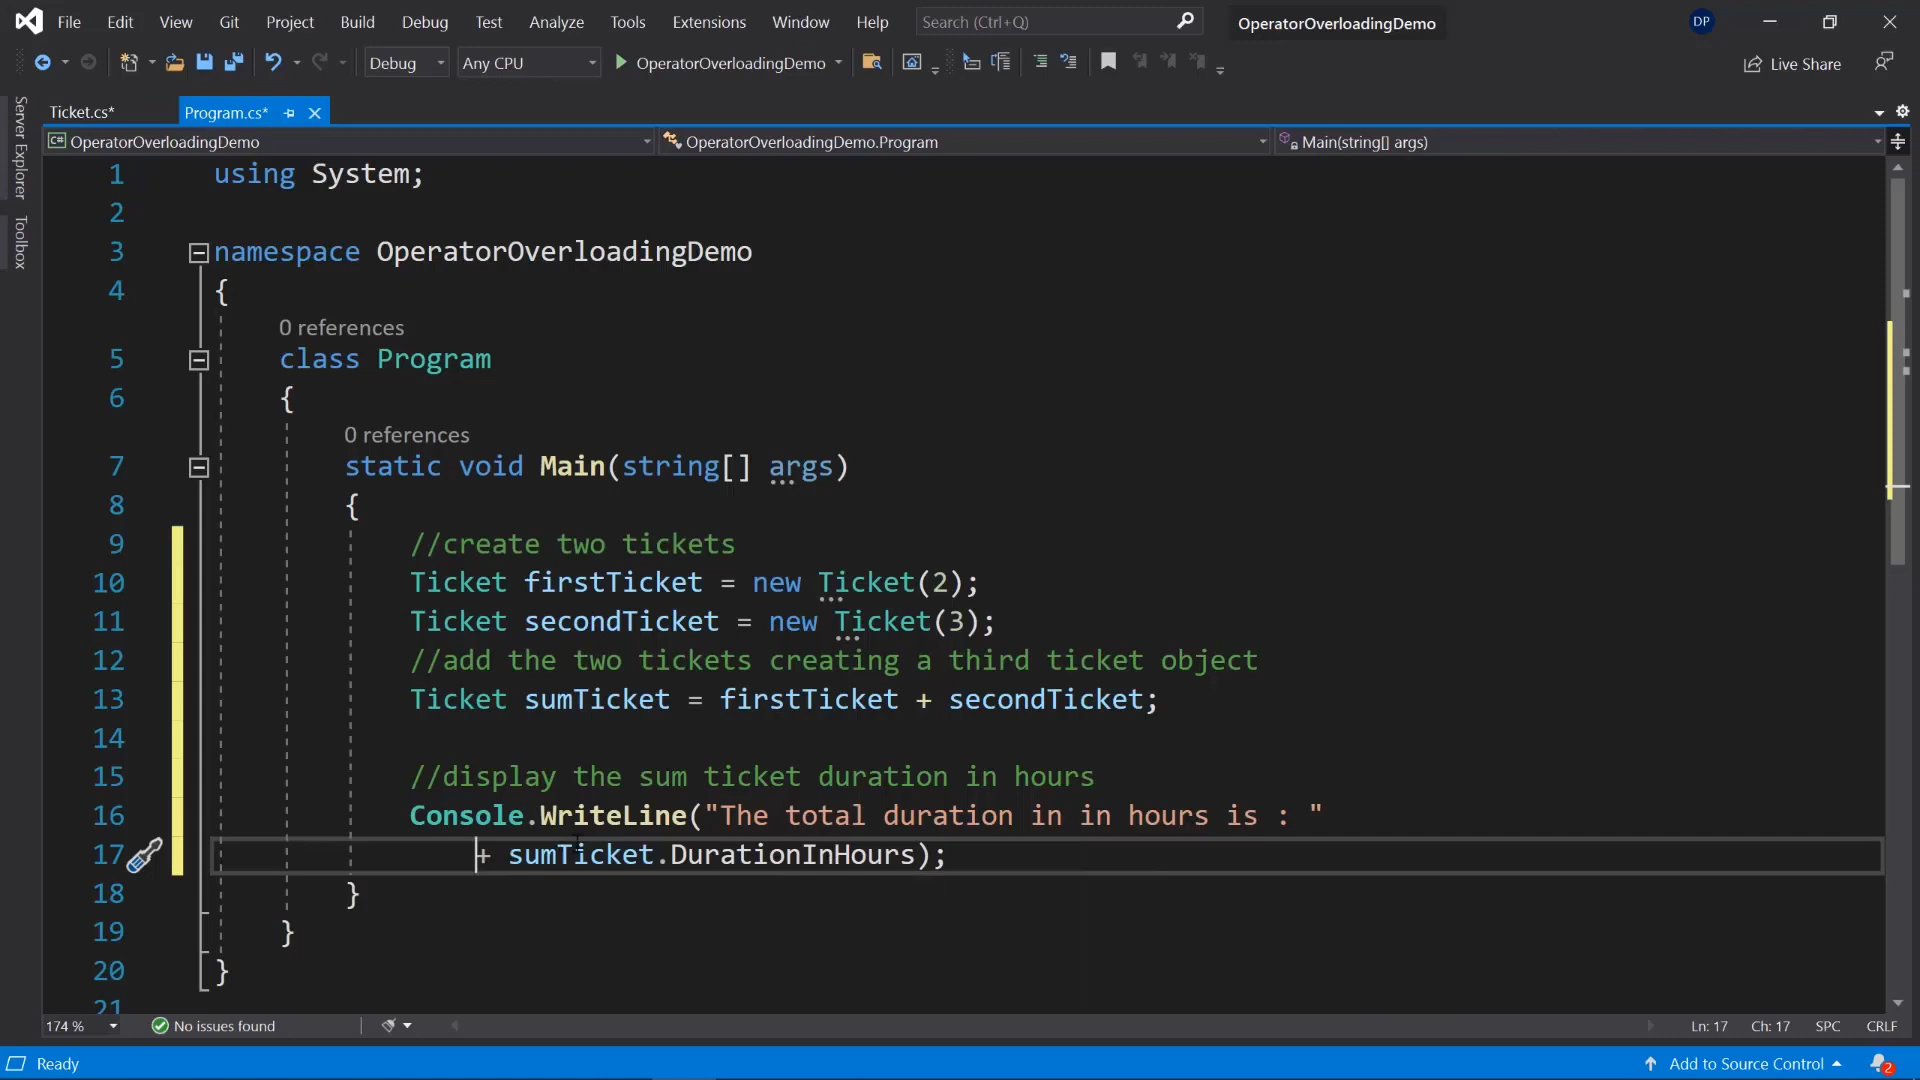 File Edit View Git Project Build Debug Test Analyze Tools Extensions Window Help Search (Ctrl+Q) OperatorOverloadingDemo DP
Debug Any CPU OperatorOverloadingDemo Live Share
Server Explorer
Toolbox
Ticket.cs* Program.cs*
C# OperatorOverloadingDemo OperatorOverloadingDemo.Program Main(string[] args)
1 using System;
2
3 namespace OperatorOverloadingDemo
4 {
0 references
5 class Program
6 {
0 references
7 static void Main(string[] args)
8 {
9 //create two tickets
10 Ticket firstTicket = new Ticket(2);
11 Ticket secondTicket = new Ticket(3);
12 //add the two tickets creating a third ticket object
13 Ticket sumTicket = firstTicket + secondTicket;
14
15 //display the sum ticket duration in hours
16 Console.WriteLine("The total duration in in hours is : "
17 + sumTicket.DurationInHours);
18 }
19 }
20 }
21
174 % No issues found Ln: 17 Ch: 17 SPC CRLF
Ready Add to Source Control 2